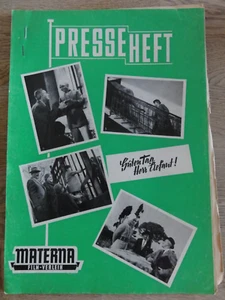 PRESSEHEFT
Guten Tag,
Herr Elefant!
MATERNA
FILM-VERLEIH